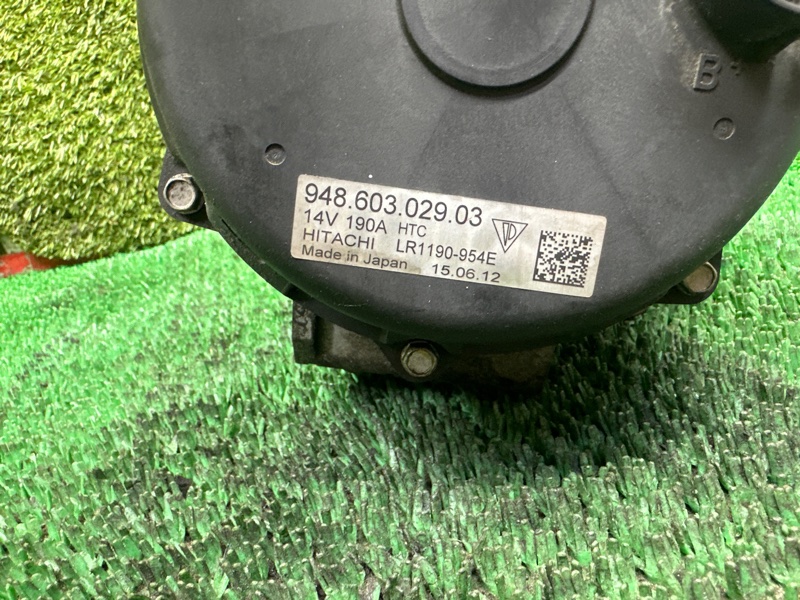 B+
948.603.029.03
14V 190A HTC
HITACHI LR1190-954E
Made in Japan 15.06.12